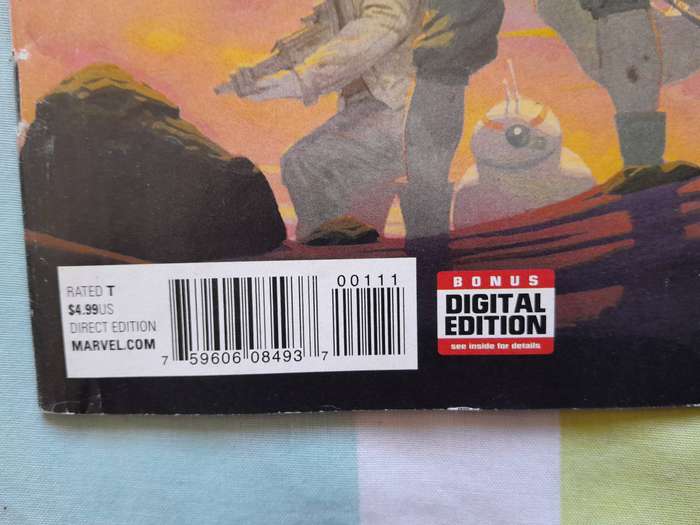 RATED T
$4.99US
DIRECT EDITION
MARVEL.COM
00111
7 59606 08493 7
BONUS
DIGITAL
EDITION
see inside for details